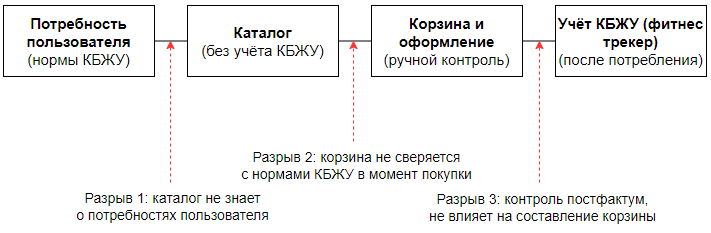 Потребность
пользователя
(нормы КБЖУ)
Каталог
(без учёта КБЖУ)
Корзина и
оформление
(ручной контроль)
Учёт КБЖУ (фитнес
трекер)
(после потребления)
Разрыв 2: корзина не сверяется
с нормами КБЖУ в момент покупки
Разрыв 1: каталог не знает
о потребностях пользователя
Разрыв 3: контроль постфактум,
не влияет на составление корзины